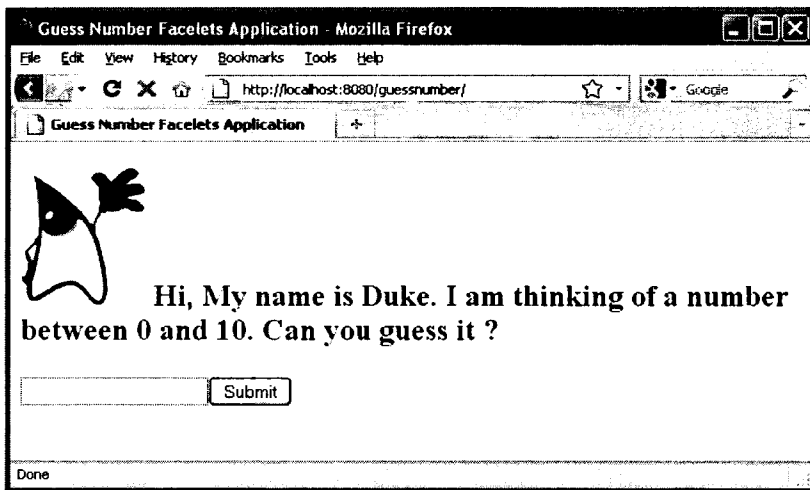 Guess Number Facelets Application - Mozilla Firefox
File Edit View History Bookmarks Tools Help
http://localhost:8080/guessnumber/ Google
Guess Number Facelets Application
Hi, My name is Duke. I am thinking of a number
between 0 and 10. Can you guess it ?
Submit
Done